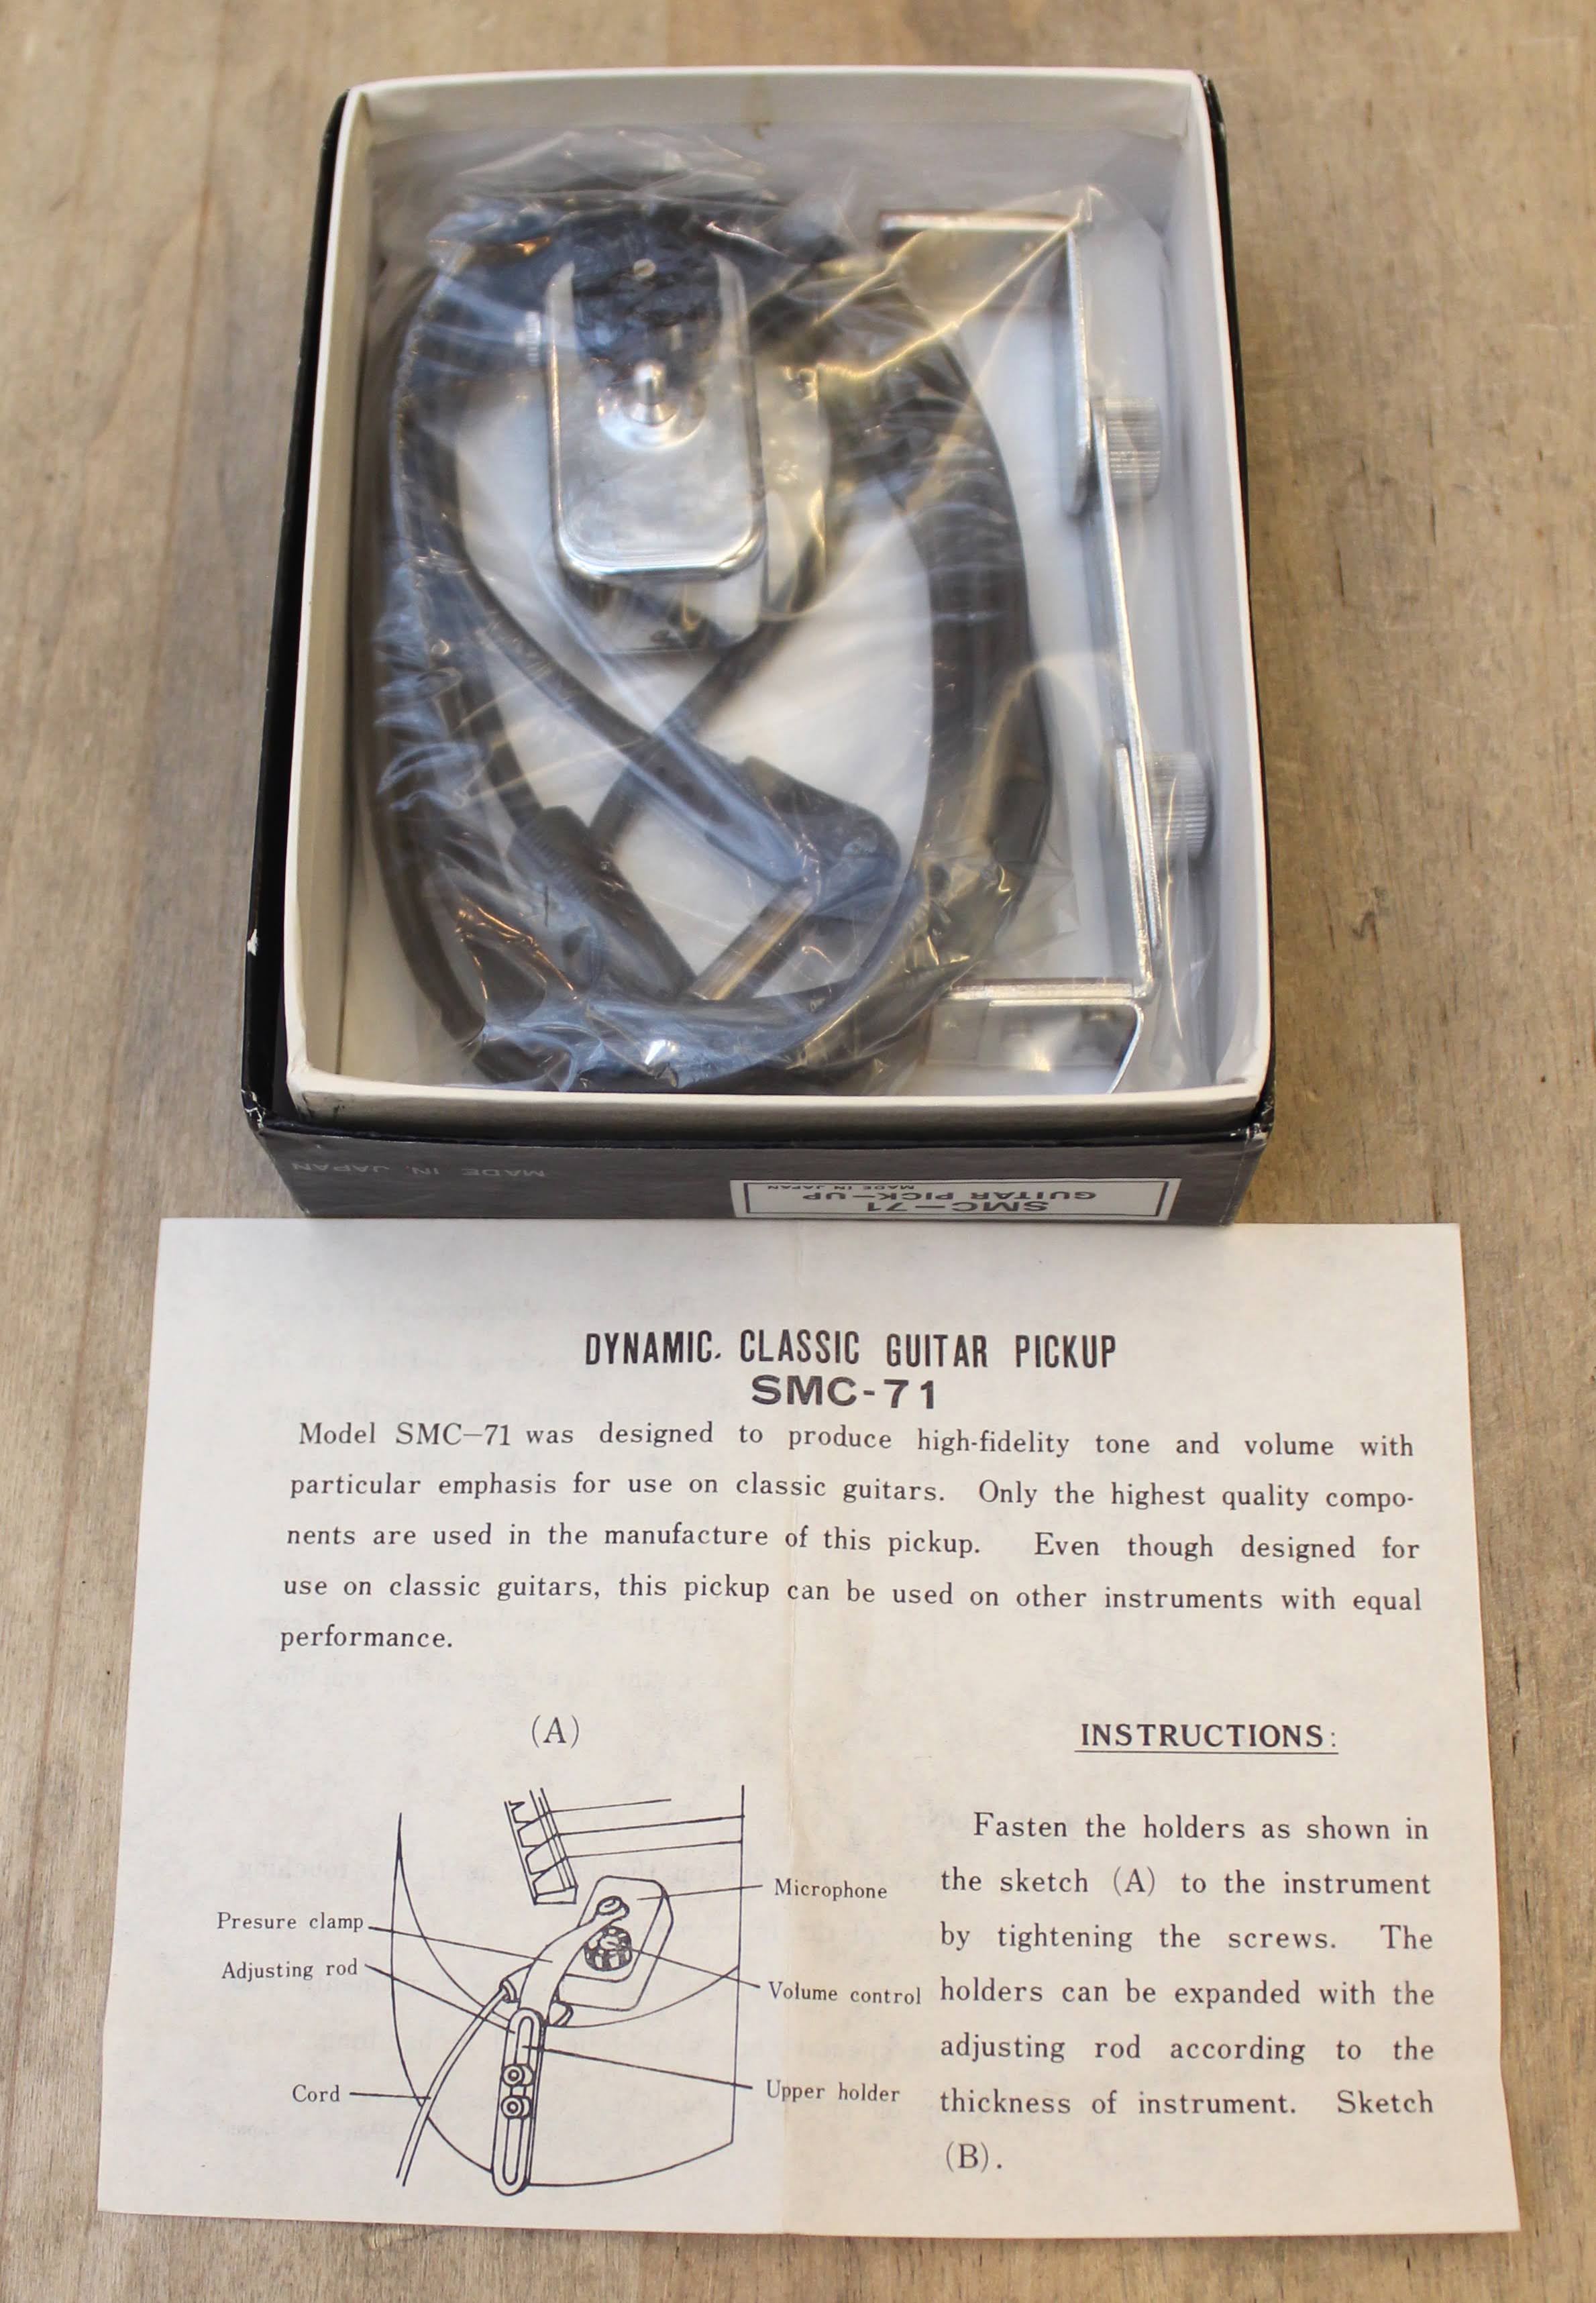 MADE IN JAPAN
SMC—71
GUITAR PICK—UP
MADE IN JAPAN
DYNAMIC. CLASSIC GUITAR PICKUP
SMC-71
Model SMC—71 was designed to produce high-fidelity tone and volume with
particular emphasis for use on classic guitars. Only the highest quality compo-
nents are used in the manufacture of this pickup. Even though designed for
use on classic guitars, this pickup can be used on other instruments with equal
performance.
(A)
Microphone
Presure clamp
Adjusting rod
Volume control
Cord
Upper holder
INSTRUCTIONS:
Fasten the holders as shown in
the sketch (A) to the instrument
by tightening the screws. The
holders can be expanded with the
adjusting rod according to the
thickness of instrument. Sketch
(B).